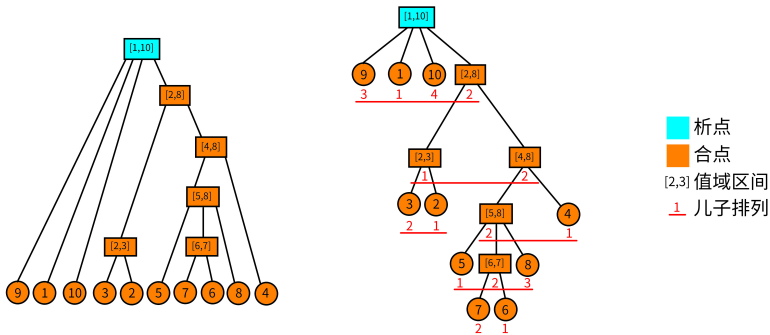 [1,10]
[2,8]
[4,8]
[5,8]
[2,3] [6,7]
9 1 10 3 2 5 7 6 8 4
[1,10]
9 1 10 [2,8]
3 1 4 2
[2,3] [4,8]
1 2
3 2 [5,8] 4
2 1 2 1
5 [6,7] 8
1 2 3
7 6
2 1
析点
合点
[2,3] 值域区间
1 儿子排列